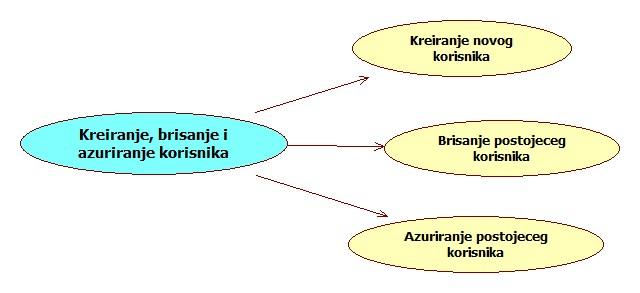 Kreiranje novog
korisnika
Kreiranje, brisanje i
azuriranje korisnika
Brisanje postojeceg
korisnika
Azuriranje postojeceg
korisnika